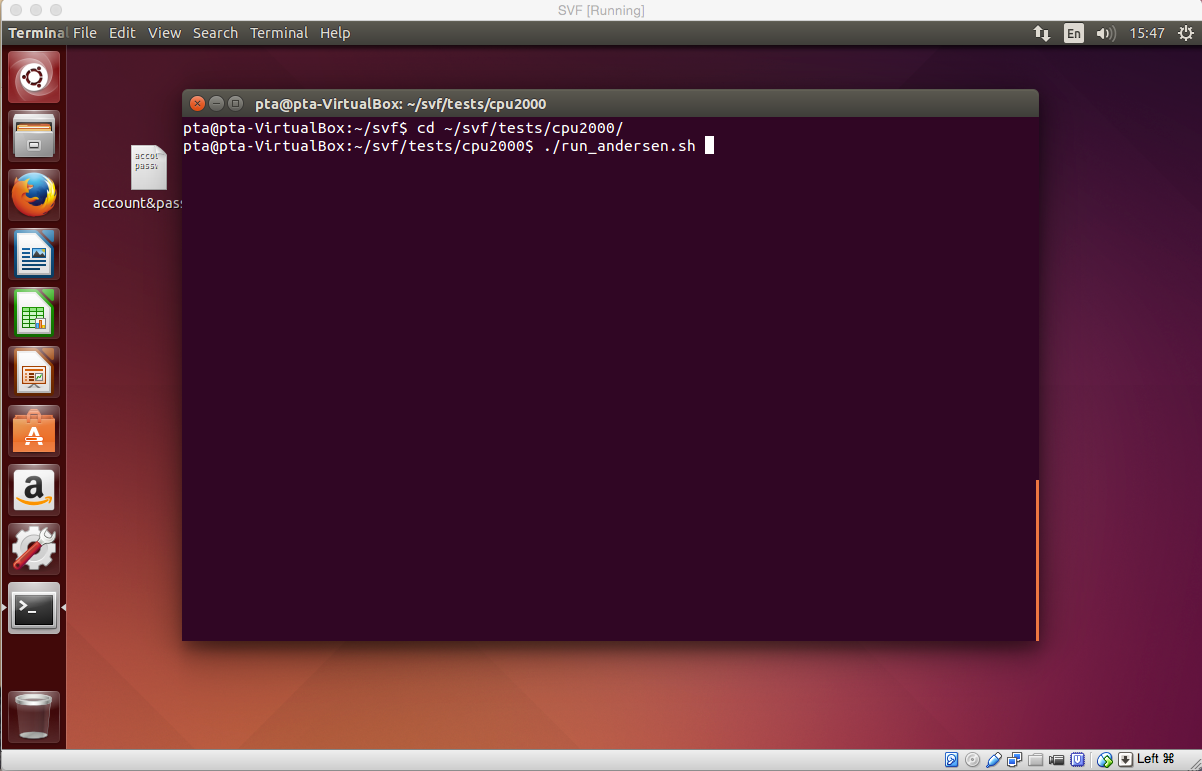 SVF [Running]
Terminal File Edit View Search Terminal Help
En 15:47
pta@pta-VirtualBox: ~/svf/tests/cpu2000
pta@pta-VirtualBox:~/svf$ cd ~/svf/tests/cpu2000/
pta@pta-VirtualBox:~/svf/tests/cpu2000$ ./run_andersen.sh
account&pass
Left ⌘